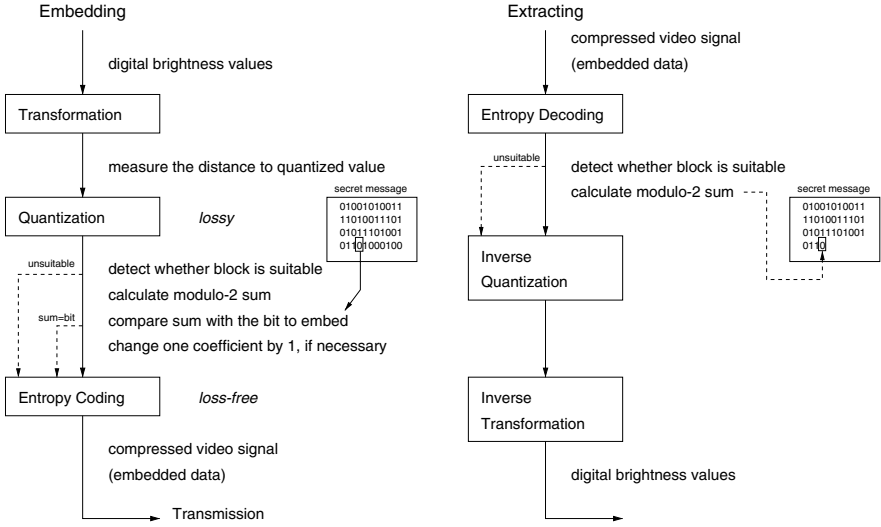 Embedding
digital brightness values
Transformation
measure the distance to quantized value
Quantization
lossy
secret message
01001010011
11010011101
01011101001
01101000100
unsuitable
detect whether block is suitable
calculate modulo-2 sum
sum=bit
compare sum with the bit to embed
change one coefficient by 1, if necessary
Entropy Coding
loss-free
compressed video signal
(embedded data)
Transmission
Extracting
compressed video signal
(embedded data)
Entropy Decoding
unsuitable
detect whether block is suitable
calculate modulo-2 sum
secret message
01001010011
11010011101
01011101001
0110
Inverse
Quantization
Inverse
Transformation
digital brightness values